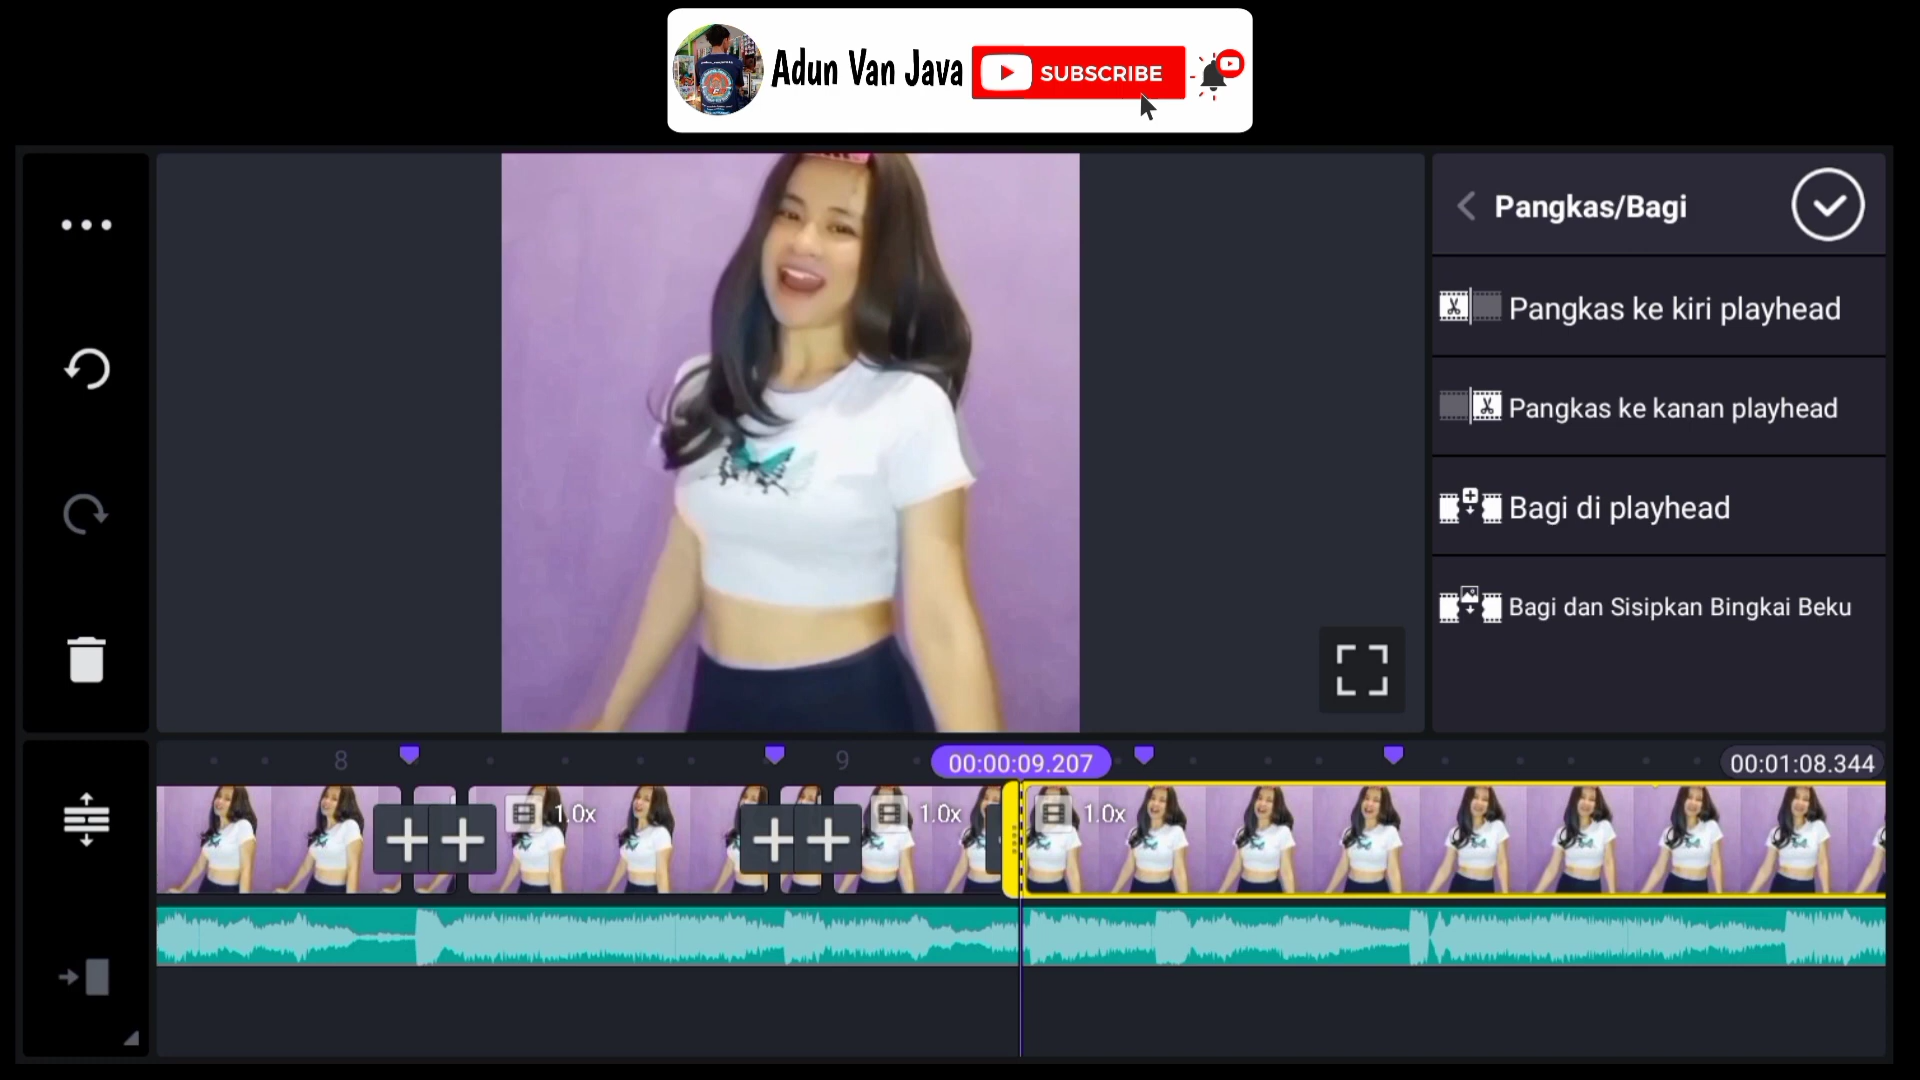 Adun Van Java
SUBSCRIBE
Pangkas/Bagi
Pangkas ke kiri playhead
Pangkas ke kanan playhead
Bagi di playhead
Bagi dan Sisipkan Bingkai Beku
8
9
00:00:09.207
00:01:08.344
1.0x
1.0x
1.0x